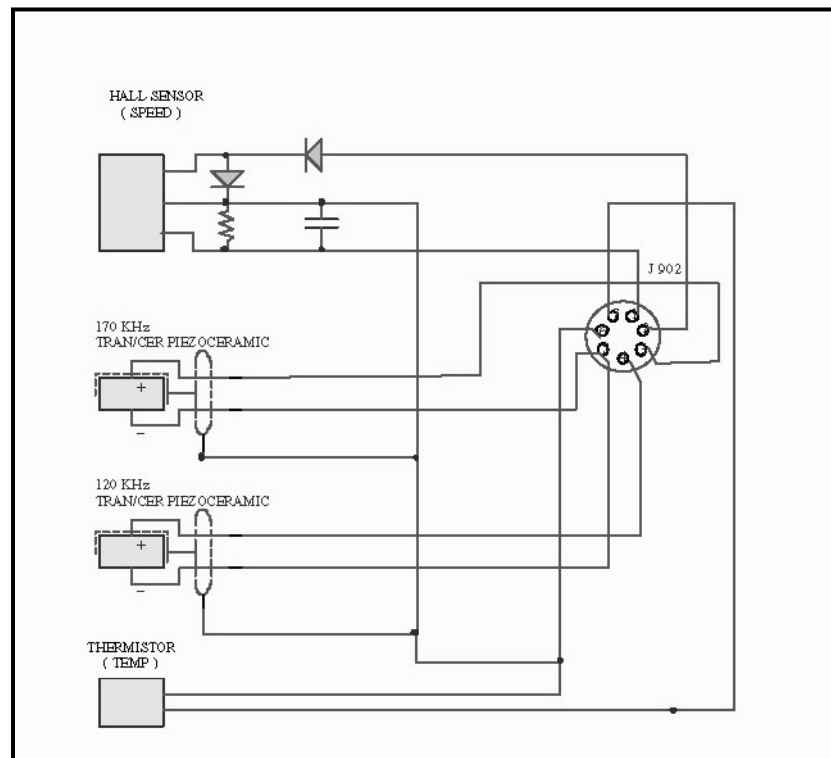 HALL SENSOR
( SPEED )
J 902
170 KHz
TRAN/CER PIEZOCERAMIC
+
–
120 KHz
TRAN/CER PIEZOCERAMIC
+
–
THERMISTOR
( TEMP )